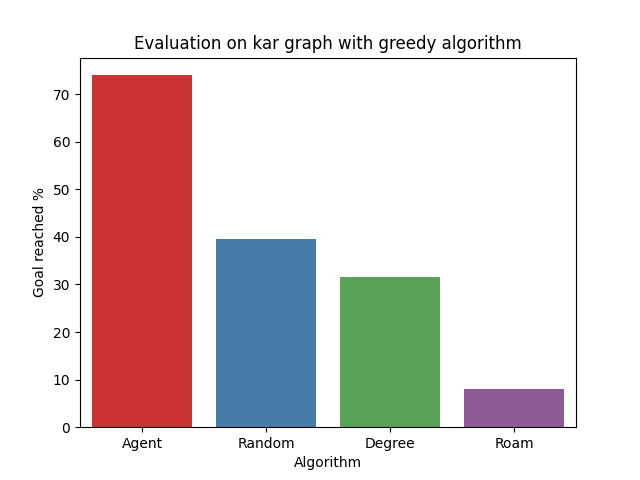 Evaluation on kar graph with greedy algorithm
Goal reached %
70
60
50
40
30
20
10
0
Agent
Random
Degree
Roam
Algorithm